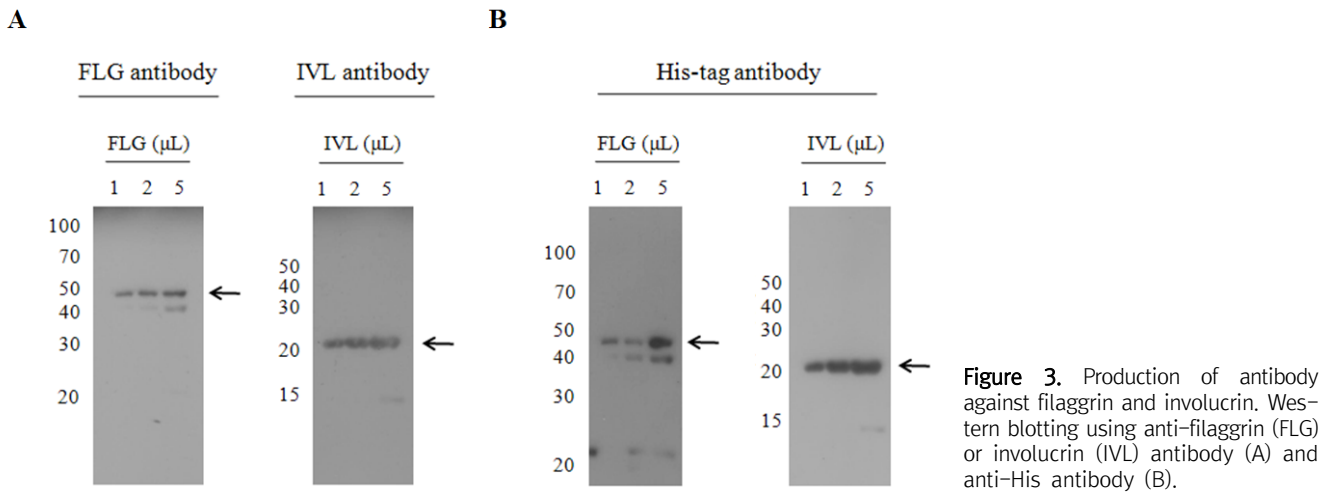 A
B
FLG antibody
IVL antibody
His-tag antibody
FLG (μL)
IVL (μL)
FLG (μL)
IVL (μL)
1 2 5
1 2 5
1 2 5
1 2 5
100
70
50
40
30
20
50
40
30
20
15
100
70
50
40
30
20
50
40
30
20
15
Figure 3. Production of antibody
against filaggrin and involucrin. Wes-
tern blotting using anti-filaggrin (FLG)
or involucrin (IVL) antibody (A) and
anti-His antibody (B).